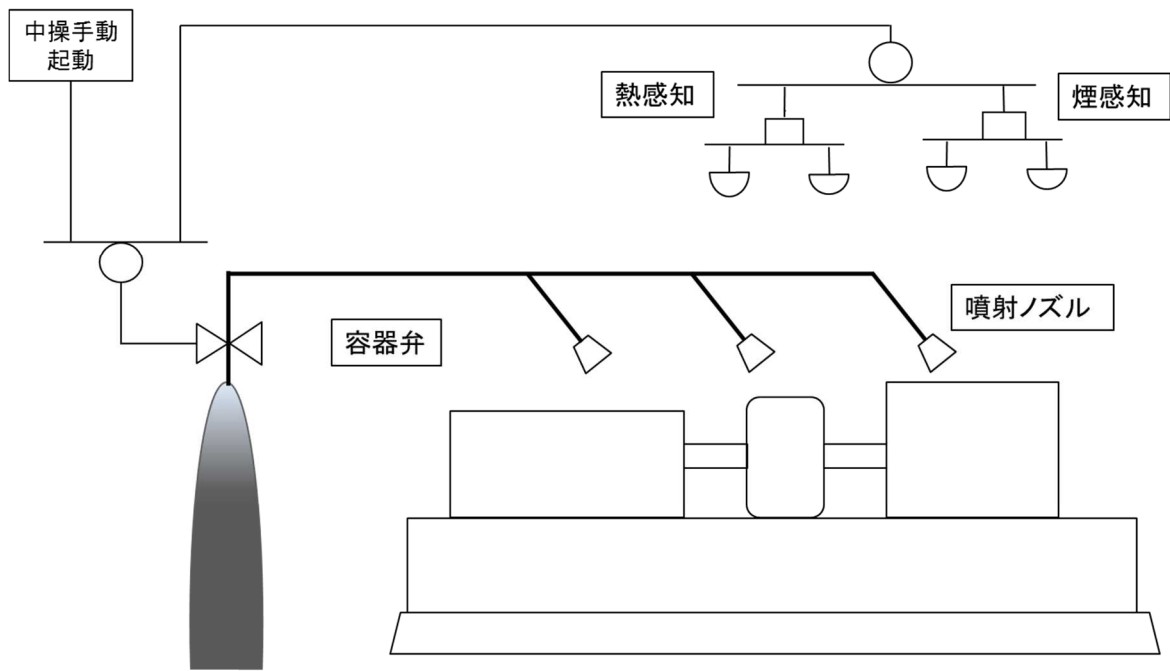 中操手動
起動
熱感知
煙感知
噴射ノズル
容器弁